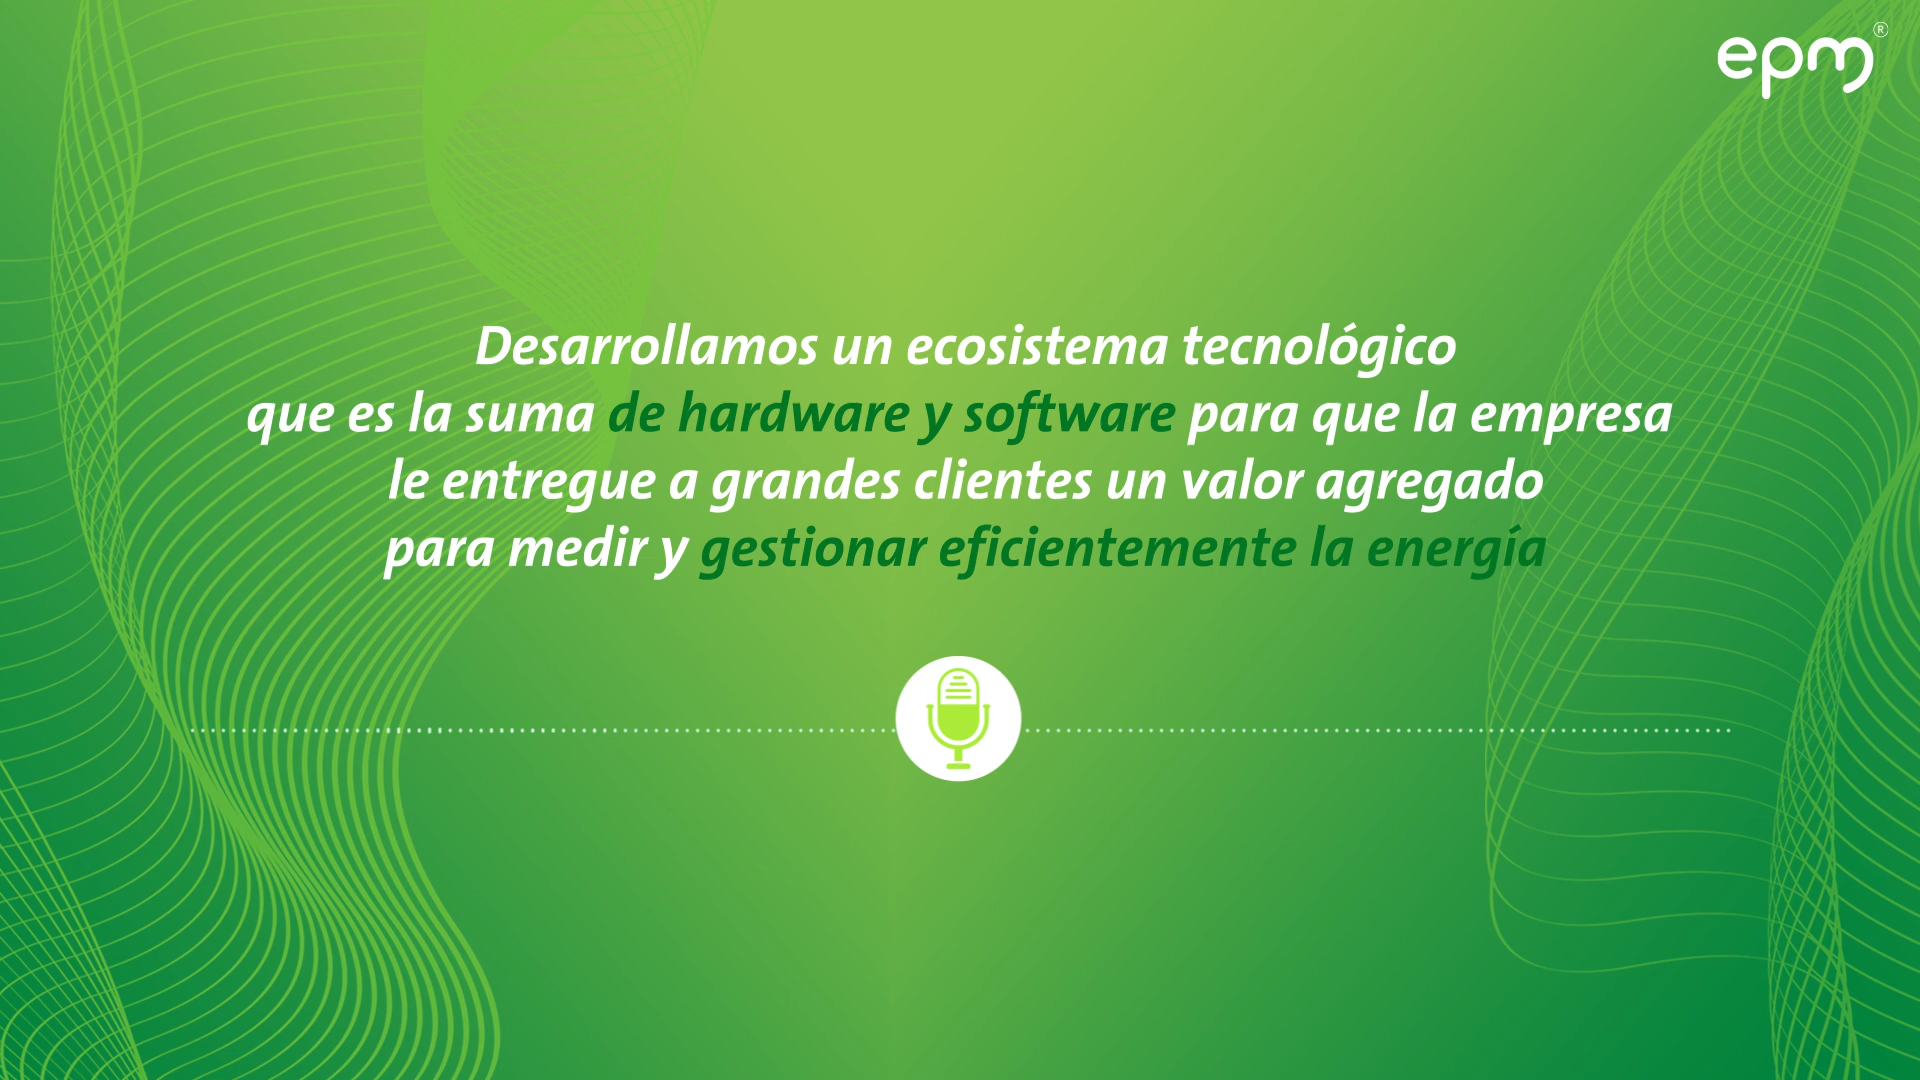 epm®
Desarrollamos un ecosistema tecnológico
que es la suma de hardware y software para que la empresa
le entregue a grandes clientes un valor agregado
para medir y gestionar eficientemente la energía